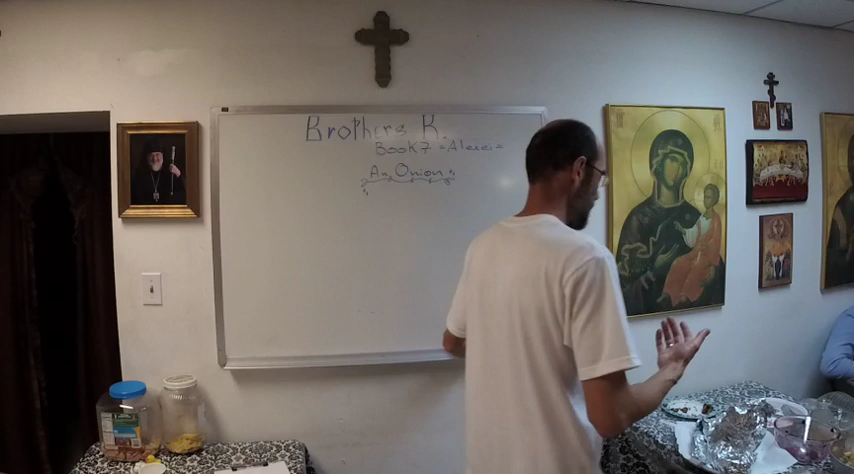 Brothers K.
Book 7 - Alexei -
"An Onion"